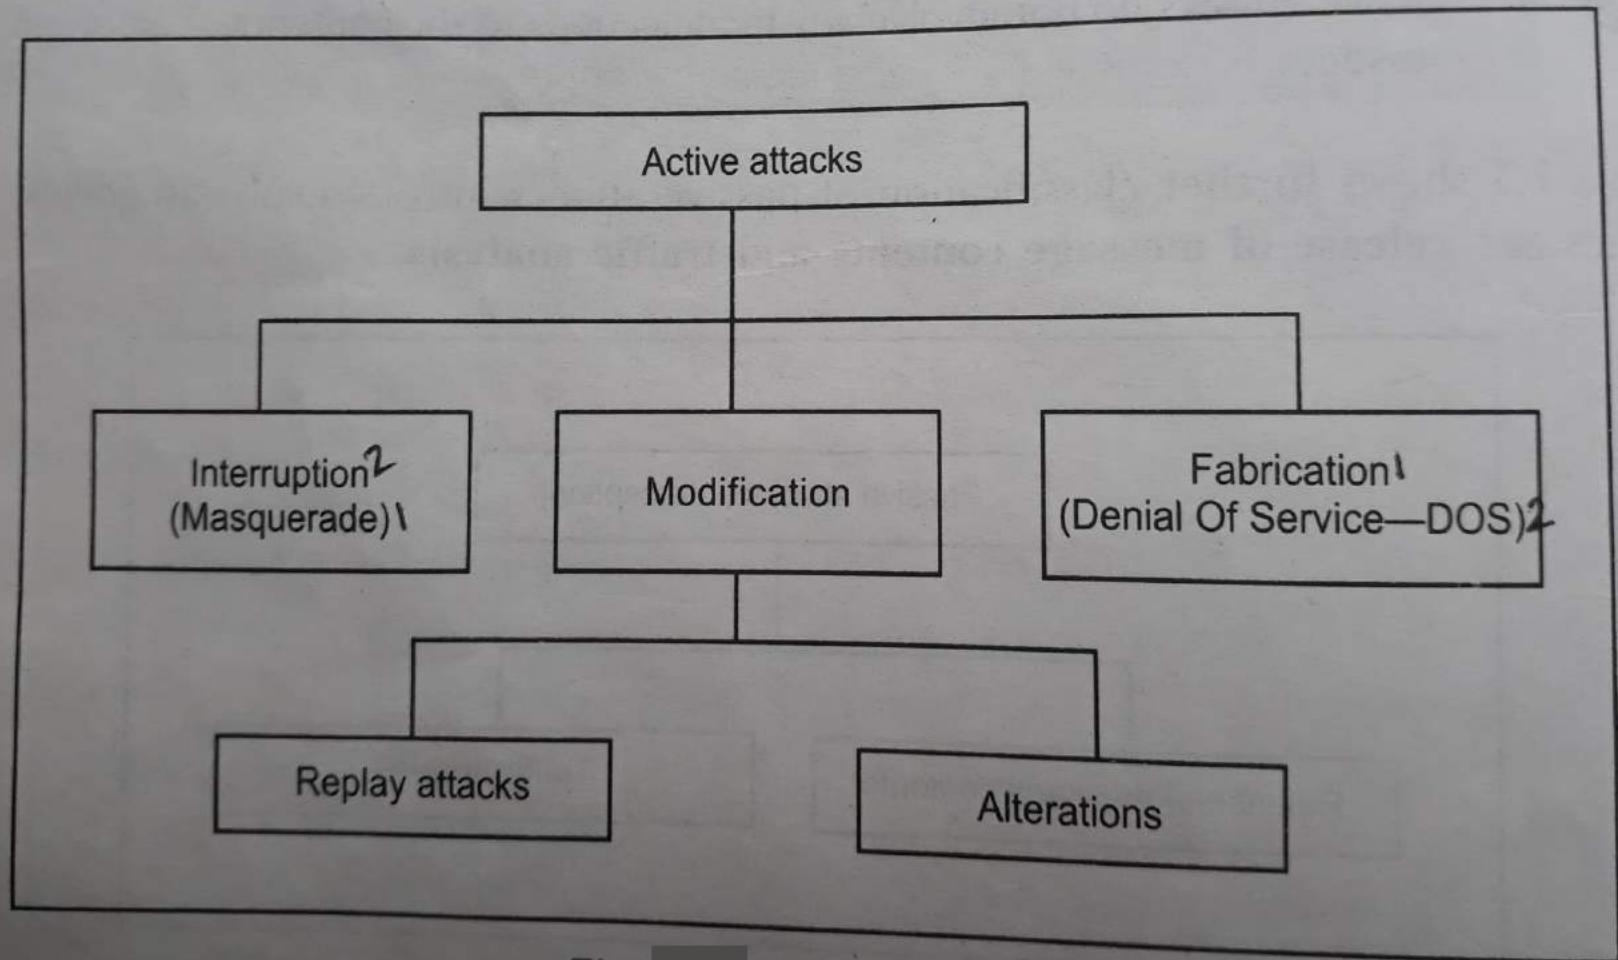 Active attacks
Interruption2
(Masquerade)1
Modification
Fabrication1
(Denial Of Service—DOS)2
Replay attacks
Alterations